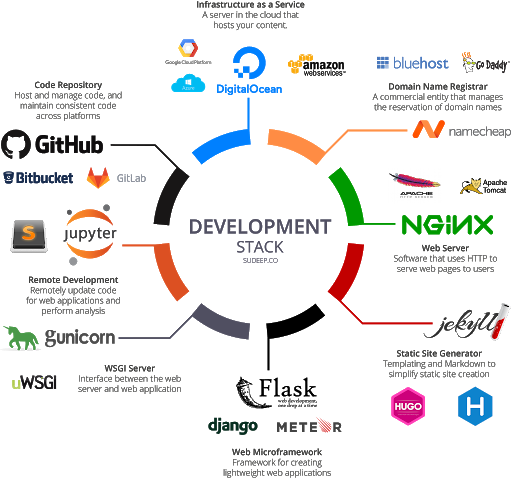 Infrastructure as a Service
A server in the cloud that
hosts your content.
Google Cloud Platform
Azure
DigitalOcean
amazon
webservices™
bluehost
Go Daddy
Domain Name Registrar
A commercial entity that manages
the reservation of domain names
namecheap
Code Repository
Host and manage code, and
maintain consistent code
across platforms
GitHub
Bitbucket
GitLab
APACHE
Apache
Tomcat
NGINX
Web Server
Software that uses HTTP to
serve web pages to users
DEVELOPMENT
STACK
SUDEEP.CO
S
jupyter
Remote Development
Remotely update code
for web applications and
perform analysis
gunicorn
uWSGI
WSGI Server
Interface between the web
server and web application
jekyll
Static Site Generator
Templating and Markdown to
simplify static site creation
HUGO
H
Flask
web development,
one drop at a time
django
METEOR
Web Microframework
Framework for creating
lightweight web applications